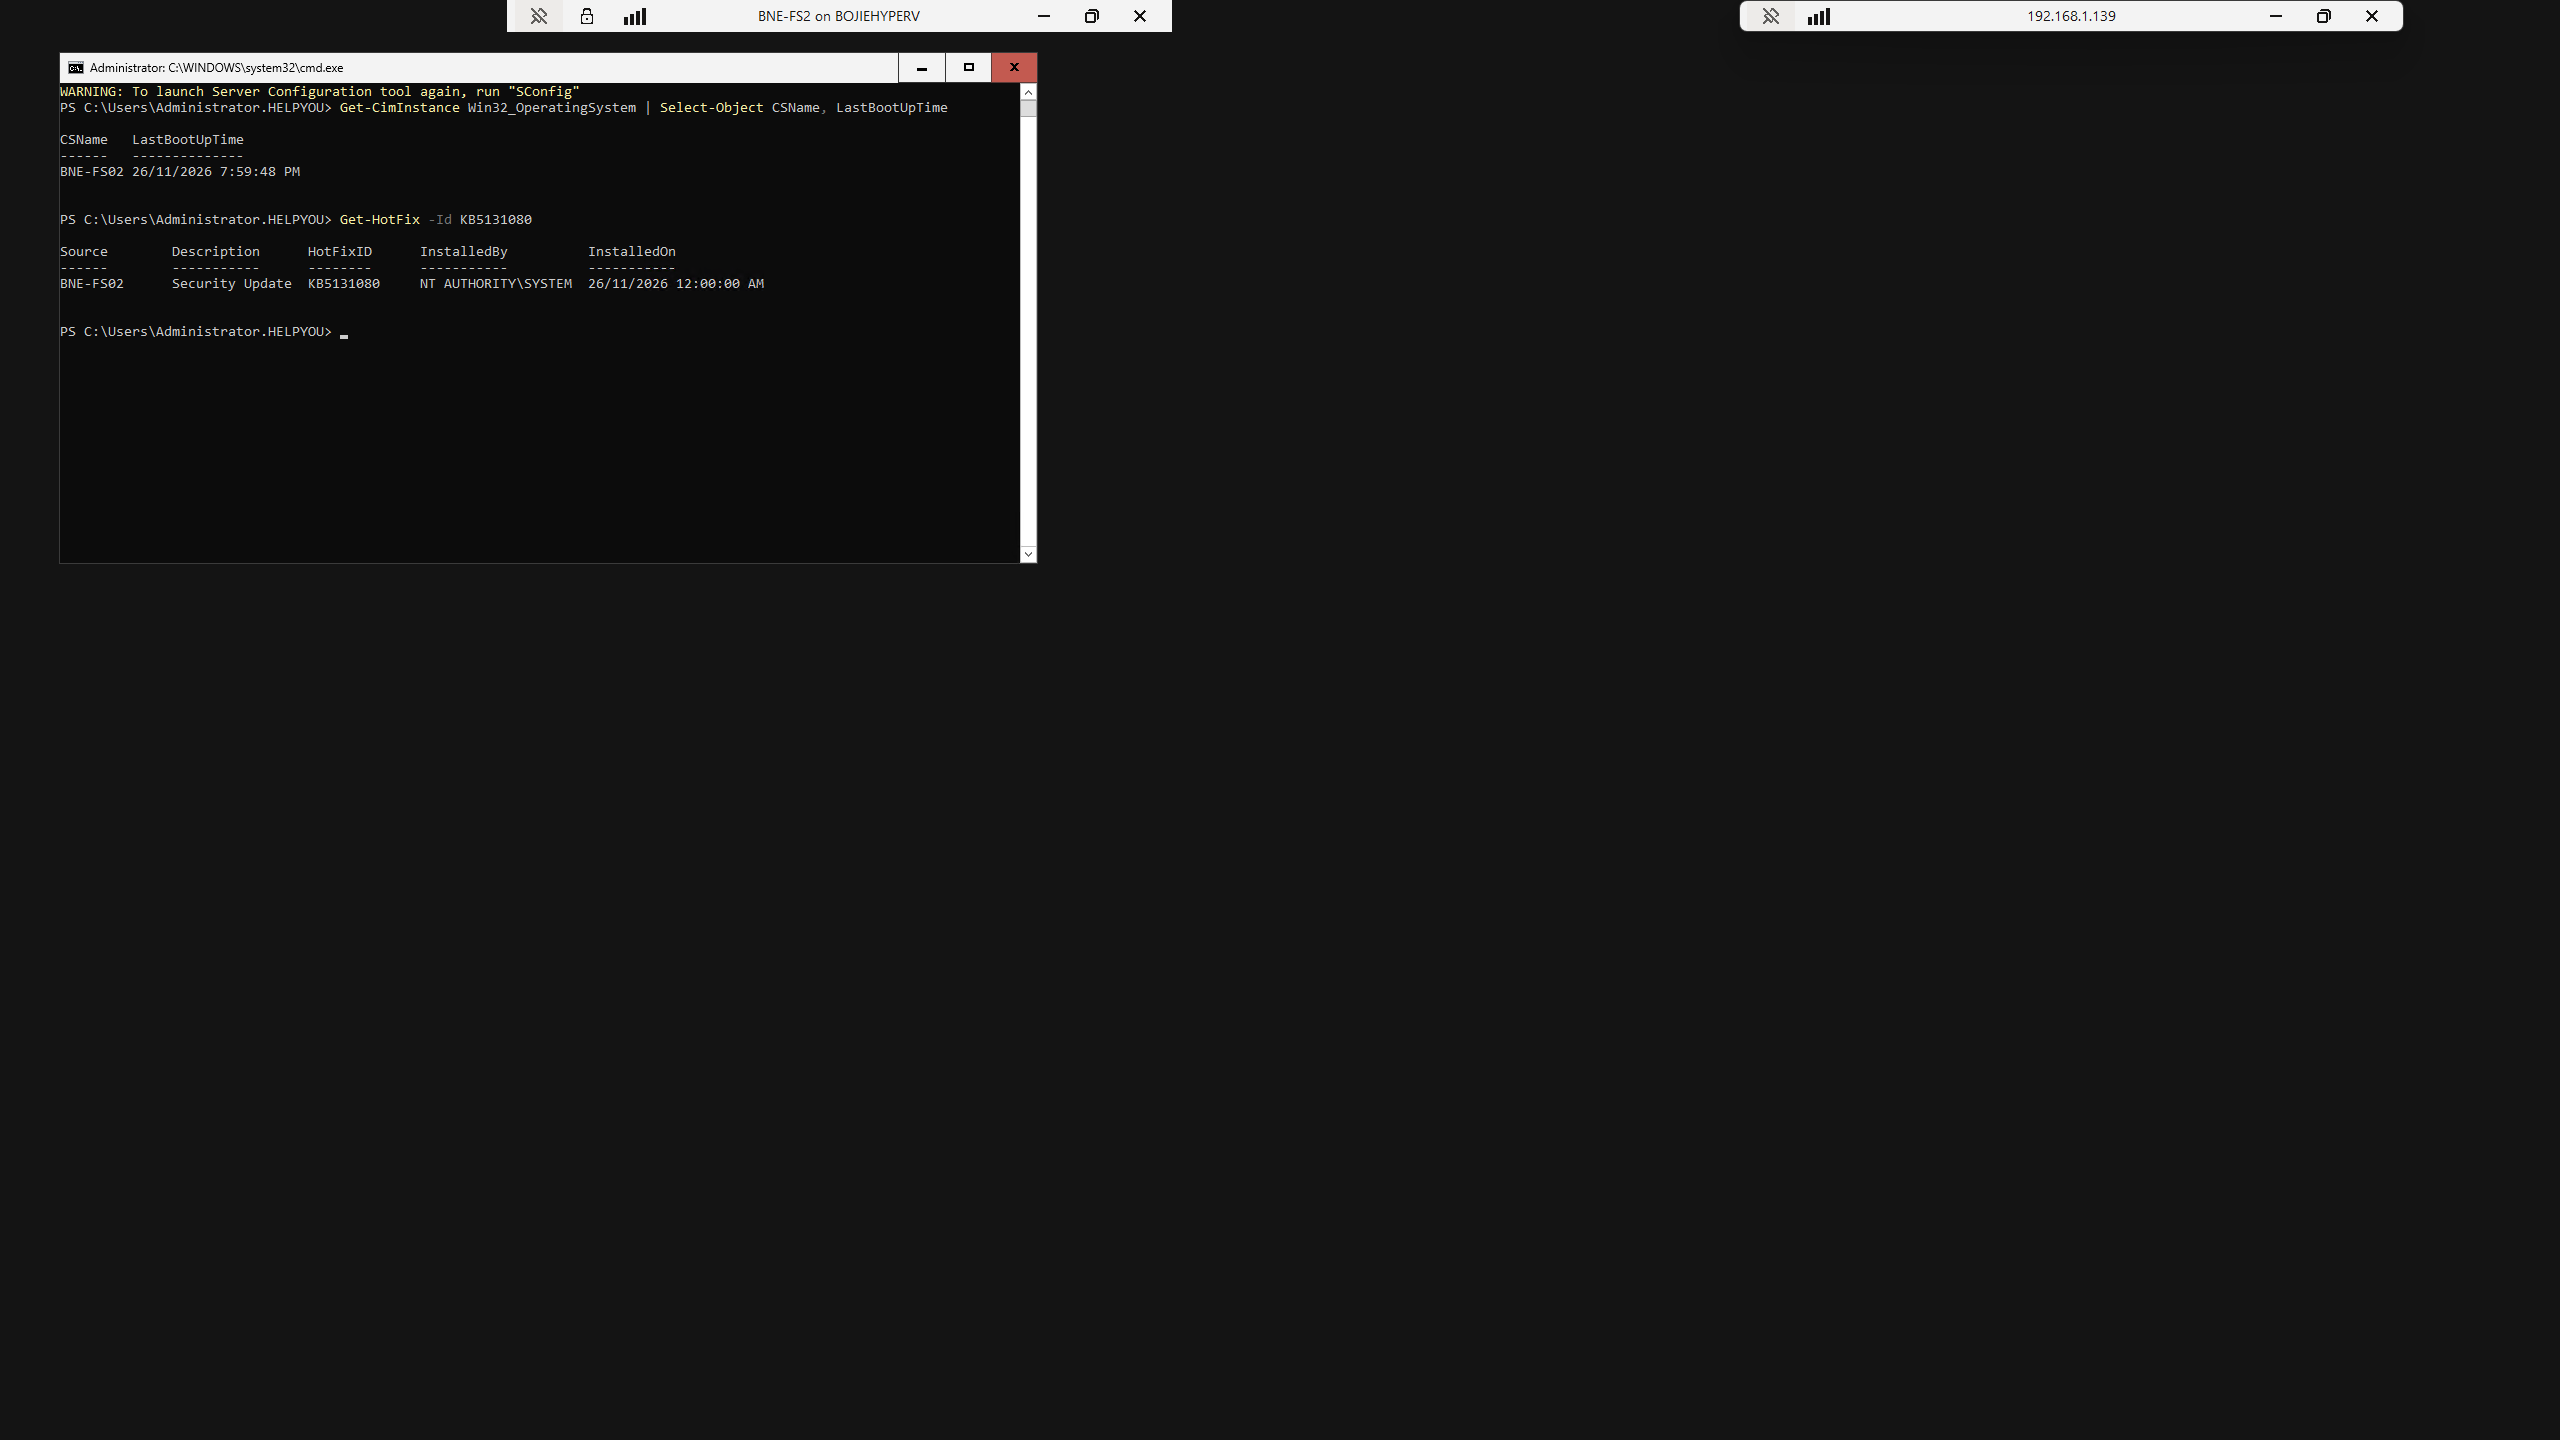 BNE-FS2 on BOJIEHYPERV
192.168.1.139
Administrator: C:\WINDOWS\system32\cmd.exe
WARNING: To launch Server Configuration tool again, run "SConfig"
PS C:\Users\Administrator.HELPYOU> Get-CimInstance Win32_OperatingSystem | Select-Object CSName, LastBootUpTime
CSName   LastBootUpTime
------   --------------
BNE-FS02 26/11/2026 7:59:48 PM
PS C:\Users\Administrator.HELPYOU> Get-HotFix -Id KB5131080
Source        Description      HotFixID      InstalledBy          InstalledOn
------        -----------      --------      -----------          -----------
BNE-FS02      Security Update  KB5131080     NT AUTHORITY\SYSTEM  26/11/2026 12:00:00 AM
PS C:\Users\Administrator.HELPYOU>